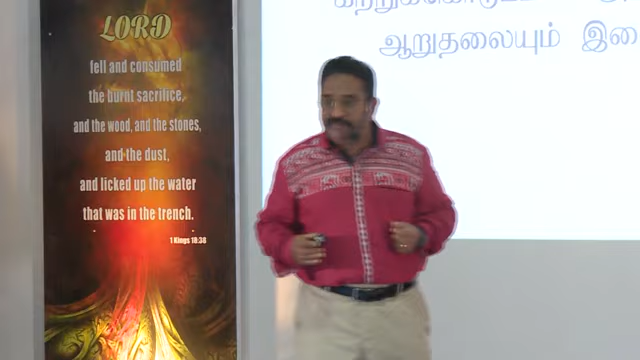 LORD
fell and consumed
the burnt sacrifice,
and the wood, and the stones,
and the dust,
and licked up the water
that was in the trench.
1 Kings 18:38
ஆறுதலையும்